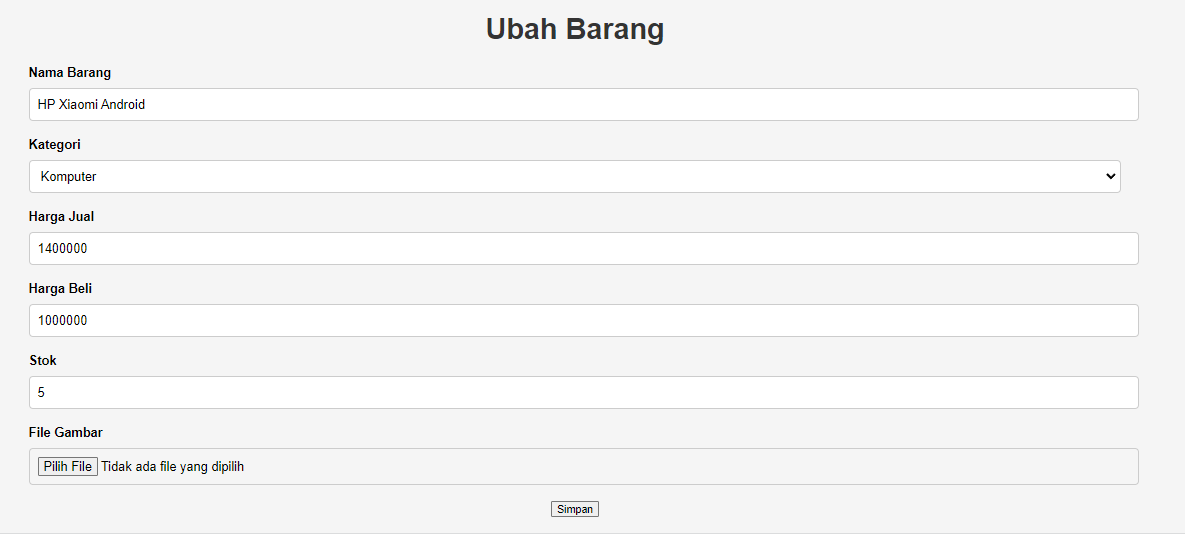 Ubah Barang
Nama Barang
HP Xiaomi Android
Kategori
Komputer
Harga Jual
1400000
Harga Beli
1000000
Stok
5
File Gambar
Pilih File Tidak ada file yang dipilih
Simpan